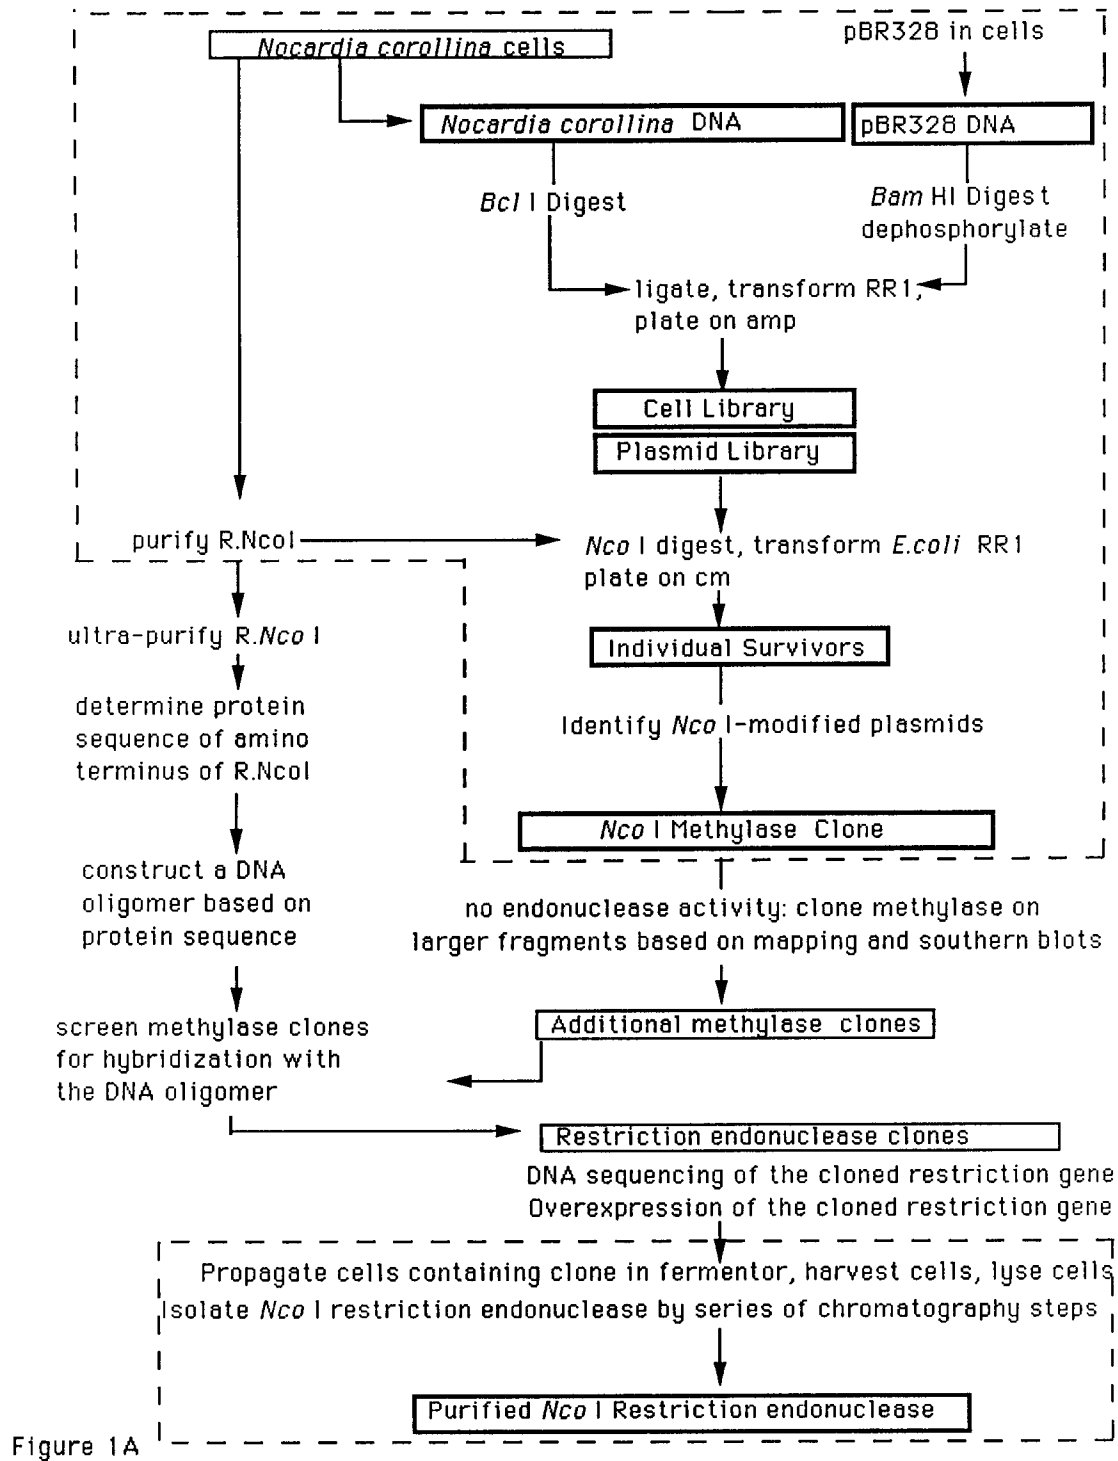 Nocardia corollina cells
pBR328 in cells
Nocardia corollina DNA
pBR328 DNA
Bcl I Digest
Bam HI Digest
dephosphorylate
ligate, transform RR1,
plate on amp
Cell Library
Plasmid Library
purify R.NcoI
Nco I digest, transform E.coli RR1
plate on cm
ultra-purify R.Nco I
Individual Survivors
determine protein
sequence of amino
terminus of R.NcoI
Identify Nco I-modified plasmids
Nco I Methylase Clone
construct a DNA
oligomer based on
protein sequence
no endonuclease activity: clone methylase on
larger fragments based on mapping and southern blots
screen methylase clones
for hybridization with
the DNA oligomer
Additional methylase clones
Restriction endonuclease clones
DNA sequencing of the cloned restriction gene
Overexpression of the cloned restriction gene
Propagate cells containing clone in fermentor, harvest cells, lyse cells
Isolate Nco I restriction endonuclease by series of chromatography steps
Purified Nco I Restriction endonuclease
Figure 1A